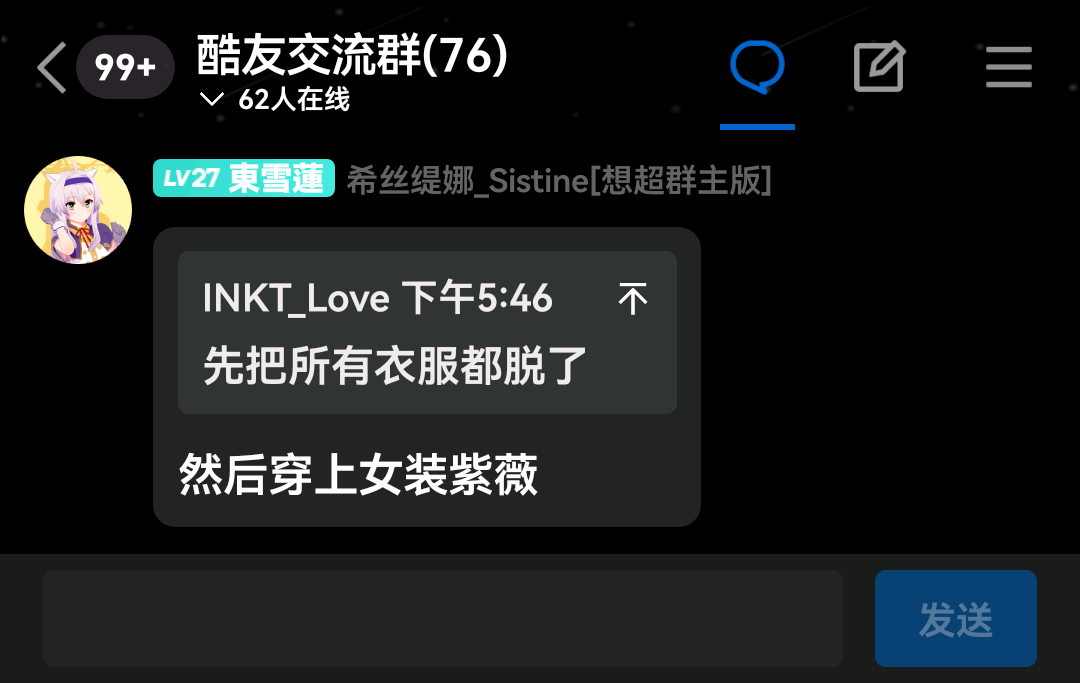 99+
酷友交流群(76)
62人在线
LV27 東雪蓮 希丝缇娜_Sistine[想超群主版]
INKT_Love 下午5:46
先把所有衣服都脱了
然后穿上女装紫薇
发送